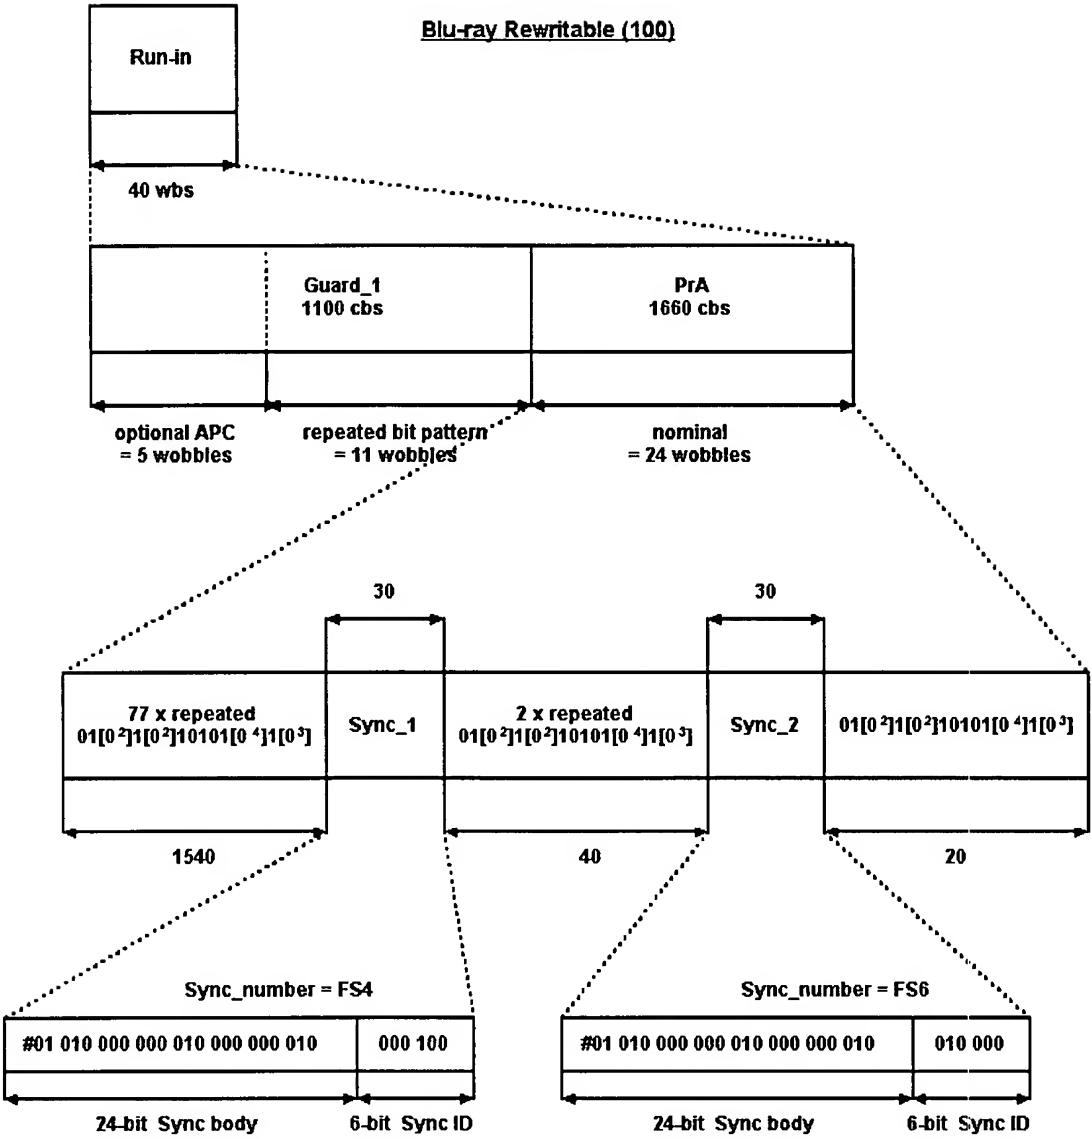 Blu-ray Rewritable (100)
Run-in
40 wbs
Guard_1
1100 cbs
PrA
1660 cbs
optional APC
= 5 wobbles
repeated bit pattern
= 11 wobbles
nominal
= 24 wobbles
30
30
77 x repeated
01[0²]1[0²]10101[0⁴]1[0³]
Sync_1
2 x repeated
01[0²]1[0²]10101[0⁴]1[0³]
Sync_2
01[0²]1[0²]10101[0⁴]1[0³]
1540
40
20
Sync_number = FS4
Sync_number = FS6
#01 010 000 000 010 000 000 010
000 100
#01 010 000 000 010 000 000 010
010 000
24-bit Sync body
6-bit Sync ID
24-bit Sync body
6-bit Sync ID